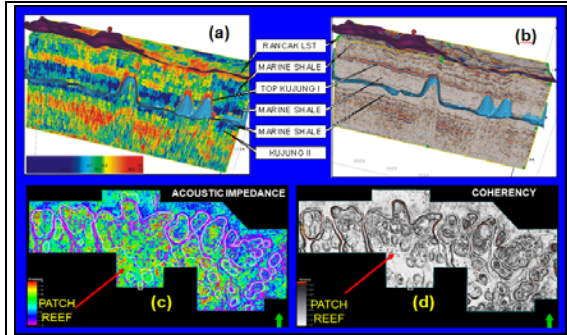 (a)
(b)
RANCAK LST
MARINE SHALE
TOP KUJUNG I
MARINE SHALE
MARINE SHALE
KUJUNG II
ACOUSTIC IMPEDANCE
COHERENCY
PATCH
REEF
(c)
PATCH
REEF
(d)